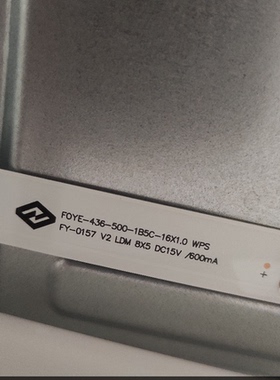 FOYE-436-500-1B5C-16X1.0 WPS
FY-0157 V2 LDM 8X5 DC15V /600mA